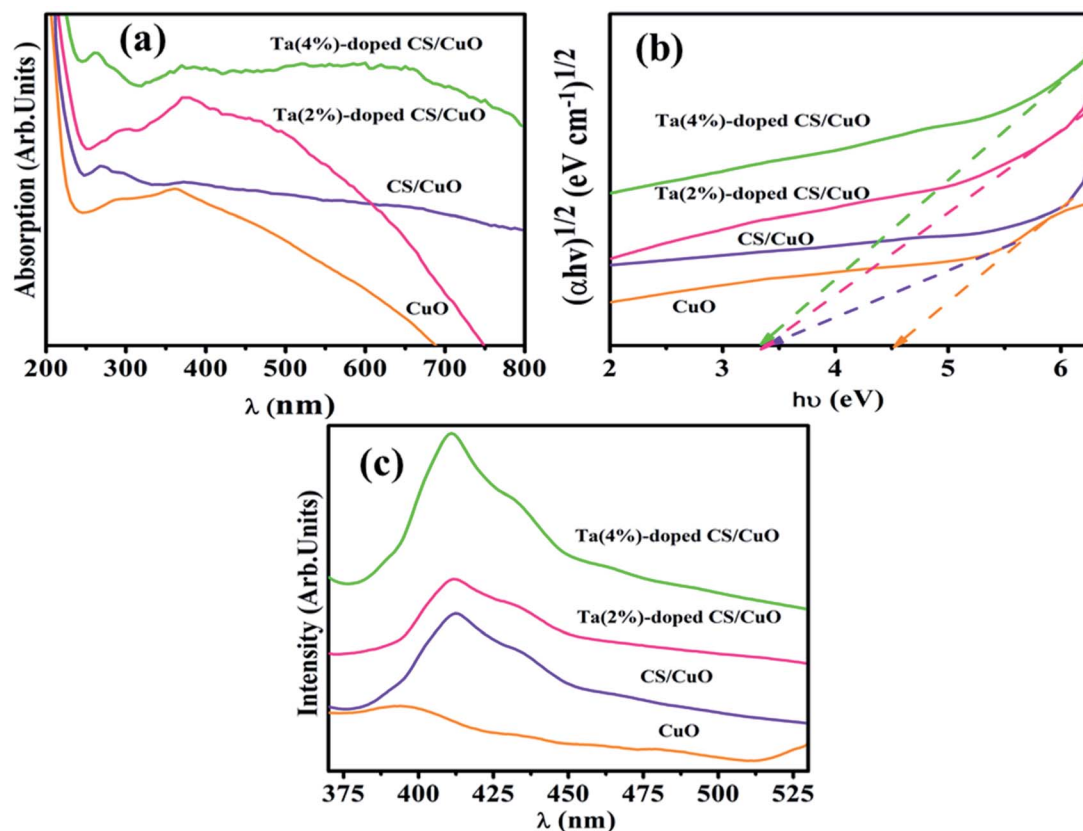 (a)
Ta(4%)-doped CS/CuO
Ta(2%)-doped CS/CuO
CS/CuO
CuO
Absorption (Arb.Units)
200 300 400 500 600 700 800
λ (nm)
(b)
Ta(4%)-doped CS/CuO
Ta(2%)-doped CS/CuO
CS/CuO
CuO
(αhν)1/2 (eV cm-1)1/2
2 3 4 5 6
hυ (eV)
(c)
Ta(4%)-doped CS/CuO
Ta(2%)-doped CS/CuO
CS/CuO
CuO
Intensity (Arb.Units)
375 400 425 450 475 500 525
λ (nm)